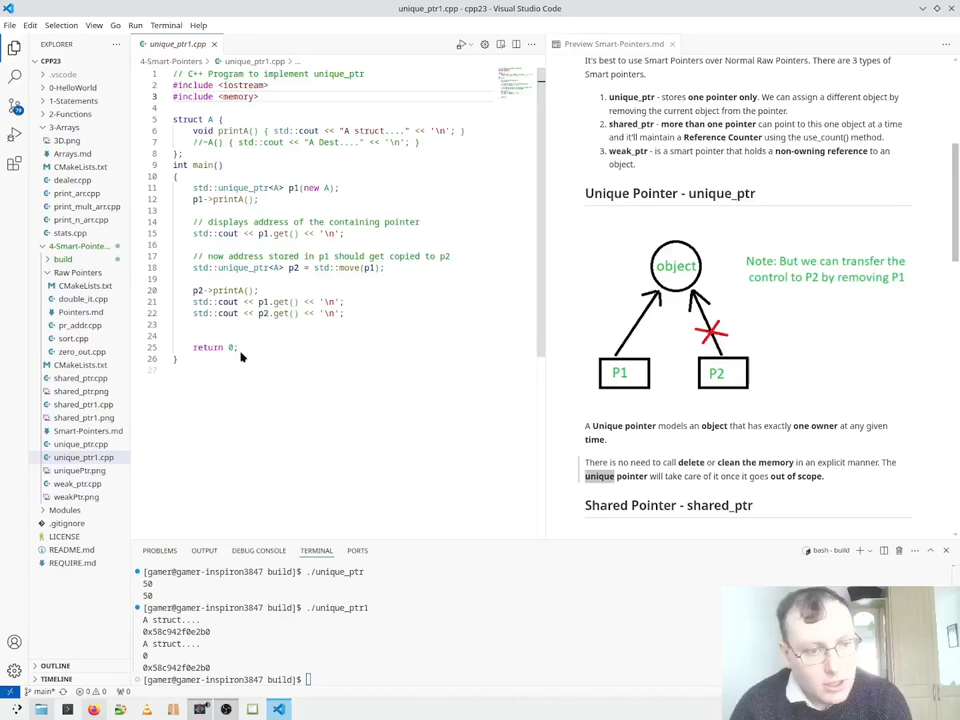 unique_ptr1.cpp - cpp23 - Visual Studio Code
File Edit Selection View Go Run Terminal Help
EXPLORER
CPP23
.vscode
0-HelloWorld
1-Statements
2-Functions
3-Arrays
3D.png
Arrays.md
CMakeLists.txt
dealer.cpp
print_arr.cpp
print_mult_arr.cpp
print_n_arr.cpp
stats.cpp
4-Smart-Pointe...
build
Raw Pointers
CMakeLists.txt
double_it.cpp
Pointers.md
pr_addr.cpp
sort.cpp
zero_out.cpp
CMakeLists.txt
shared_ptr.cpp
shared_ptr.png
shared_ptr1.cpp
shared_ptr1.png
Smart-Pointers.md
unique_ptr.cpp
unique_ptr1.cpp
uniquePtr.png
weak_ptr.cpp
weakPtr.png
Modules
.gitignore
LICENSE
README.md
REQUIRE.md
OUTLINE
TIMELINE
unique_ptr1.cpp
4-Smart-Pointers > unique_ptr1.cpp > ...
1 // C++ Program to implement unique_ptr
2 #include <iostream>
3 #include <memory>
4
5 struct A {
6 void printA() { std::cout << "A struct...." << '\n'; }
7 //~A() { std::cout << "A Dest...." << '\n'; }
8 };
9 int main()
10 {
11 std::unique_ptr<A> p1(new A);
12 p1->printA();
13
14 // displays address of the containing pointer
15 std::cout << p1.get() << '\n';
16
17 // now address stored in p1 should get copied to p2
18 std::unique_ptr<A> p2 = std::move(p1);
19
20 p2->printA();
21 std::cout << p1.get() << '\n';
22 std::cout << p2.get() << '\n';
23
24
25 return 0;
26 }
27
Preview Smart-Pointers.md
It's best to use Smart Pointers over Normal Raw Pointers. There are 3 types of
Smart pointers.
1. unique_ptr - stores one pointer only. We can assign a different object by
removing the current object from the pointer.
2. shared_ptr - more than one pointer can point to this one object at a time
and it'll maintain a Reference Counter using the use_count() method.
3. weak_ptr - is a smart pointer that holds a non-owning reference to an
object.
Unique Pointer - unique_ptr
object
Note: But we can transfer the
control to P2 by removing P1
P1
P2
A Unique pointer models an object that has exactly one owner at any given
time.
There is no need to call delete or clean the memory in an explicit manner. The
unique pointer will take care of it once it goes out of scope.
Shared Pointer - shared_ptr
PROBLEMS OUTPUT DEBUG CONSOLE TERMINAL PORTS
bash - build
[gamer@gamer-inspiron3847 build]$ ./unique_ptr
50
50
[gamer@gamer-inspiron3847 build]$ ./unique_ptr1
A struct....
0x58c942f0e2b0
A struct....
0
0x58c942f0e2b0
[gamer@gamer-inspiron3847 build]$
main* 0 0 0